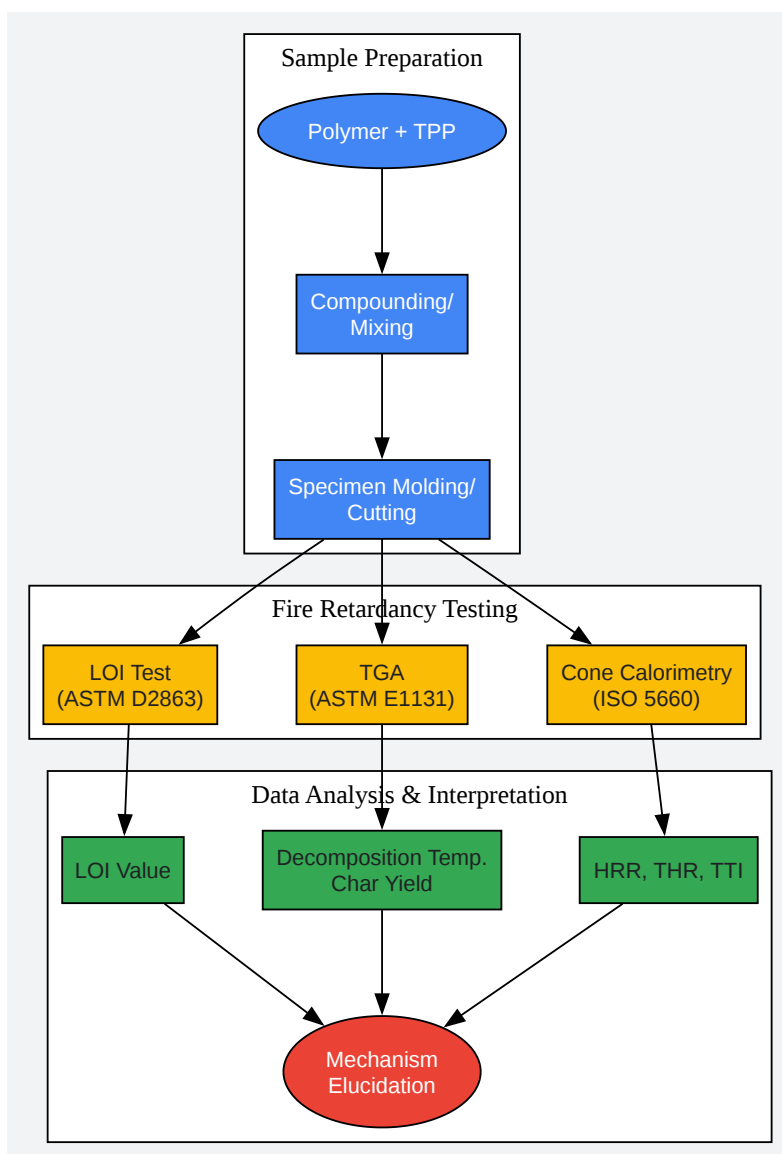 Sample Preparation
Polymer + TPP
Compounding/
Mixing
Specimen Molding/
Cutting
Fire Retardancy Testing
LOI Test
(ASTM D2863)
TGA
(ASTM E1131)
Cone Calorimetry
(ISO 5660)
Data Analysis & Interpretation
LOI Value
Decomposition Temp.
Char Yield
HRR, THR, TTI
Mechanism
Elucidation